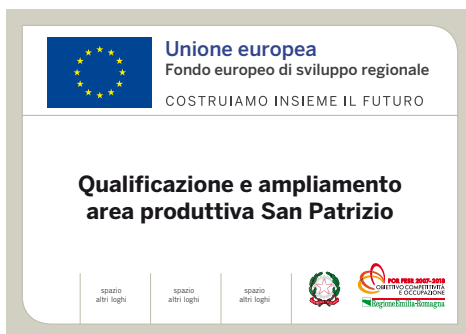 Unione europea
Fondo europeo di sviluppo regionale
COSTRUIAMO INSIEME IL FUTURO
Qualificazione e ampliamento
area produttiva San Patrizio
spazio
altri loghi
spazio
altri loghi
spazio
altri loghi
POR FESR 2007-2013
OBIETTIVO COMPETITIVITÀ
E OCCUPAZIONE
RegioneEmilia-Romagna